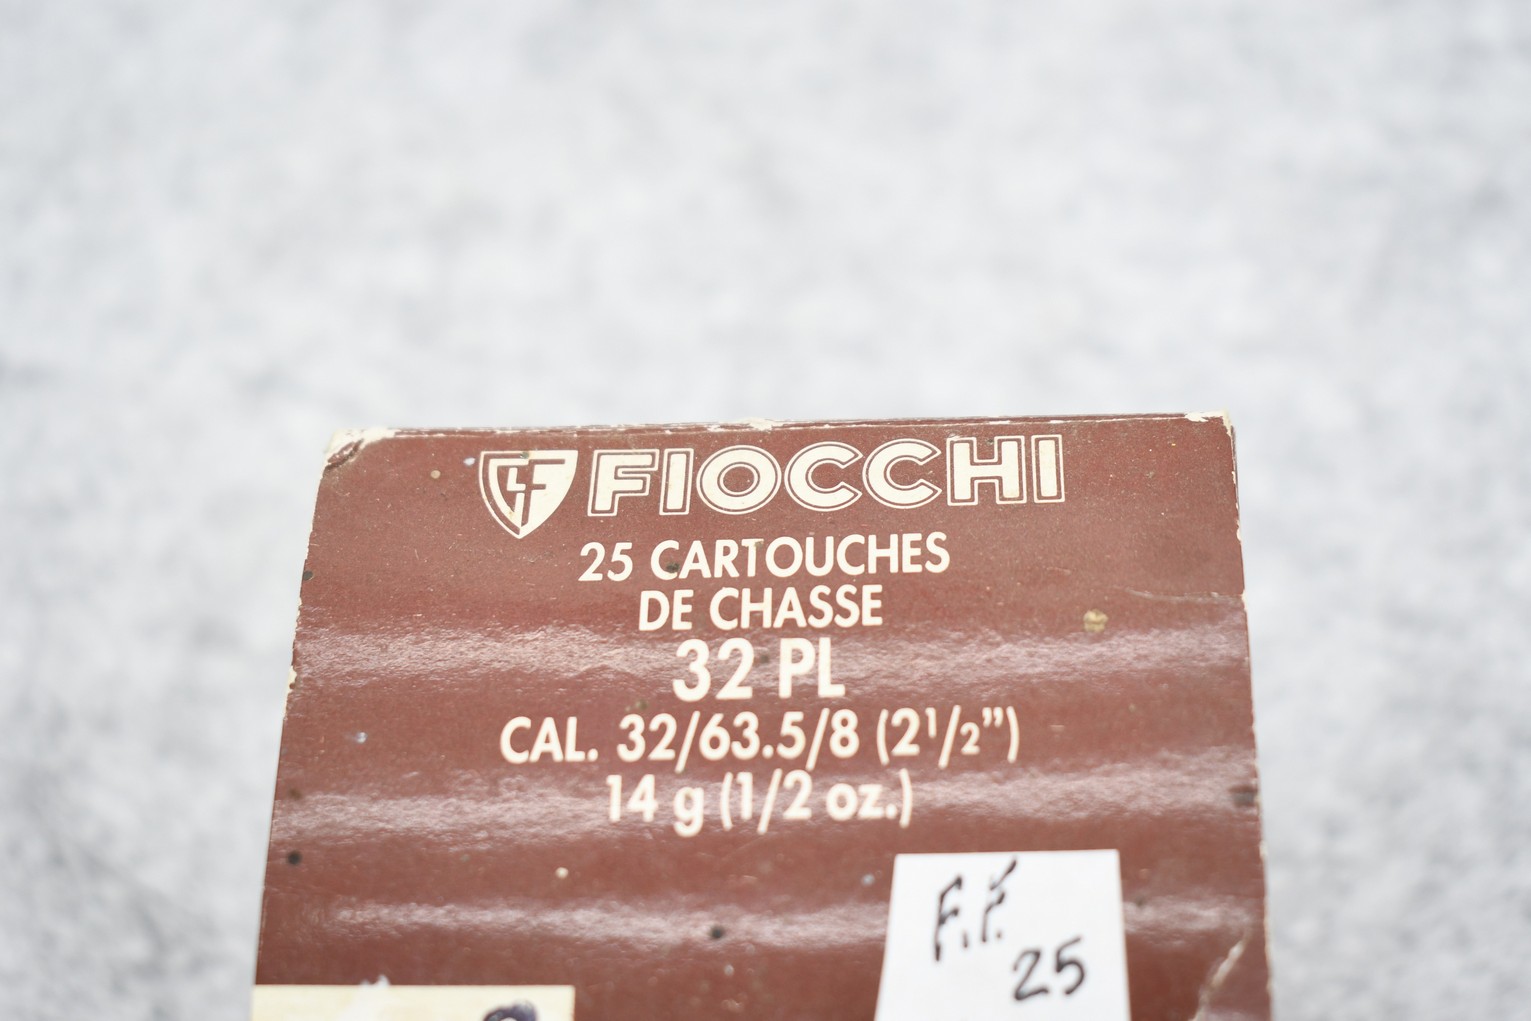 GF FIOCCHI
25 CARTOUCHES
DE CHASSE
32 PL
CAL. 32/63.5/8 (2½")
14 g (1/2 oz.)
F.F.
25